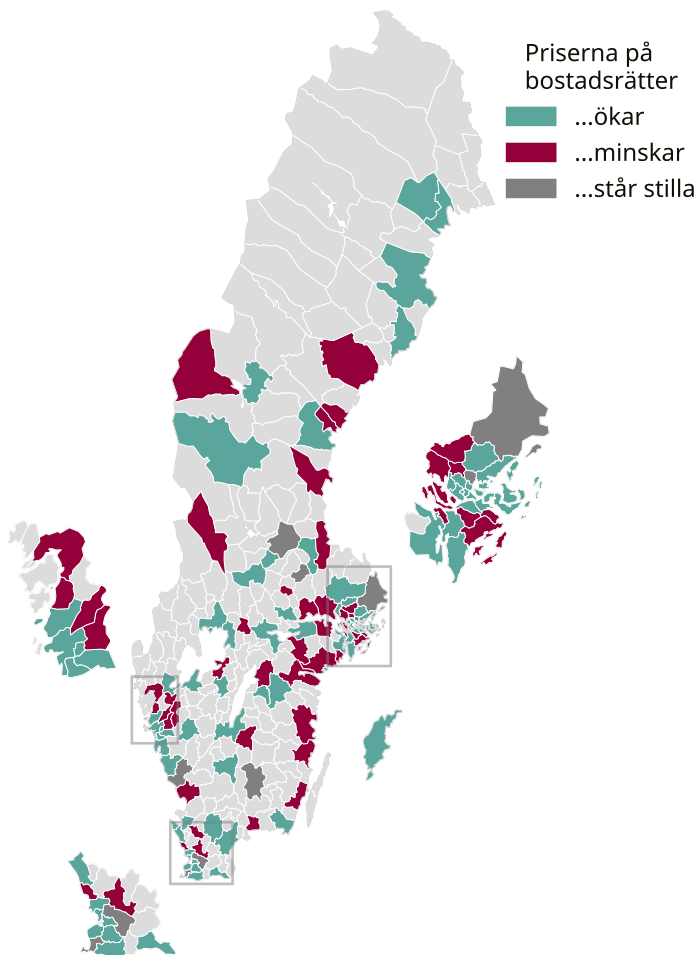 Priserna på
bostadsrätter
...ökar
...minskar
...står stilla